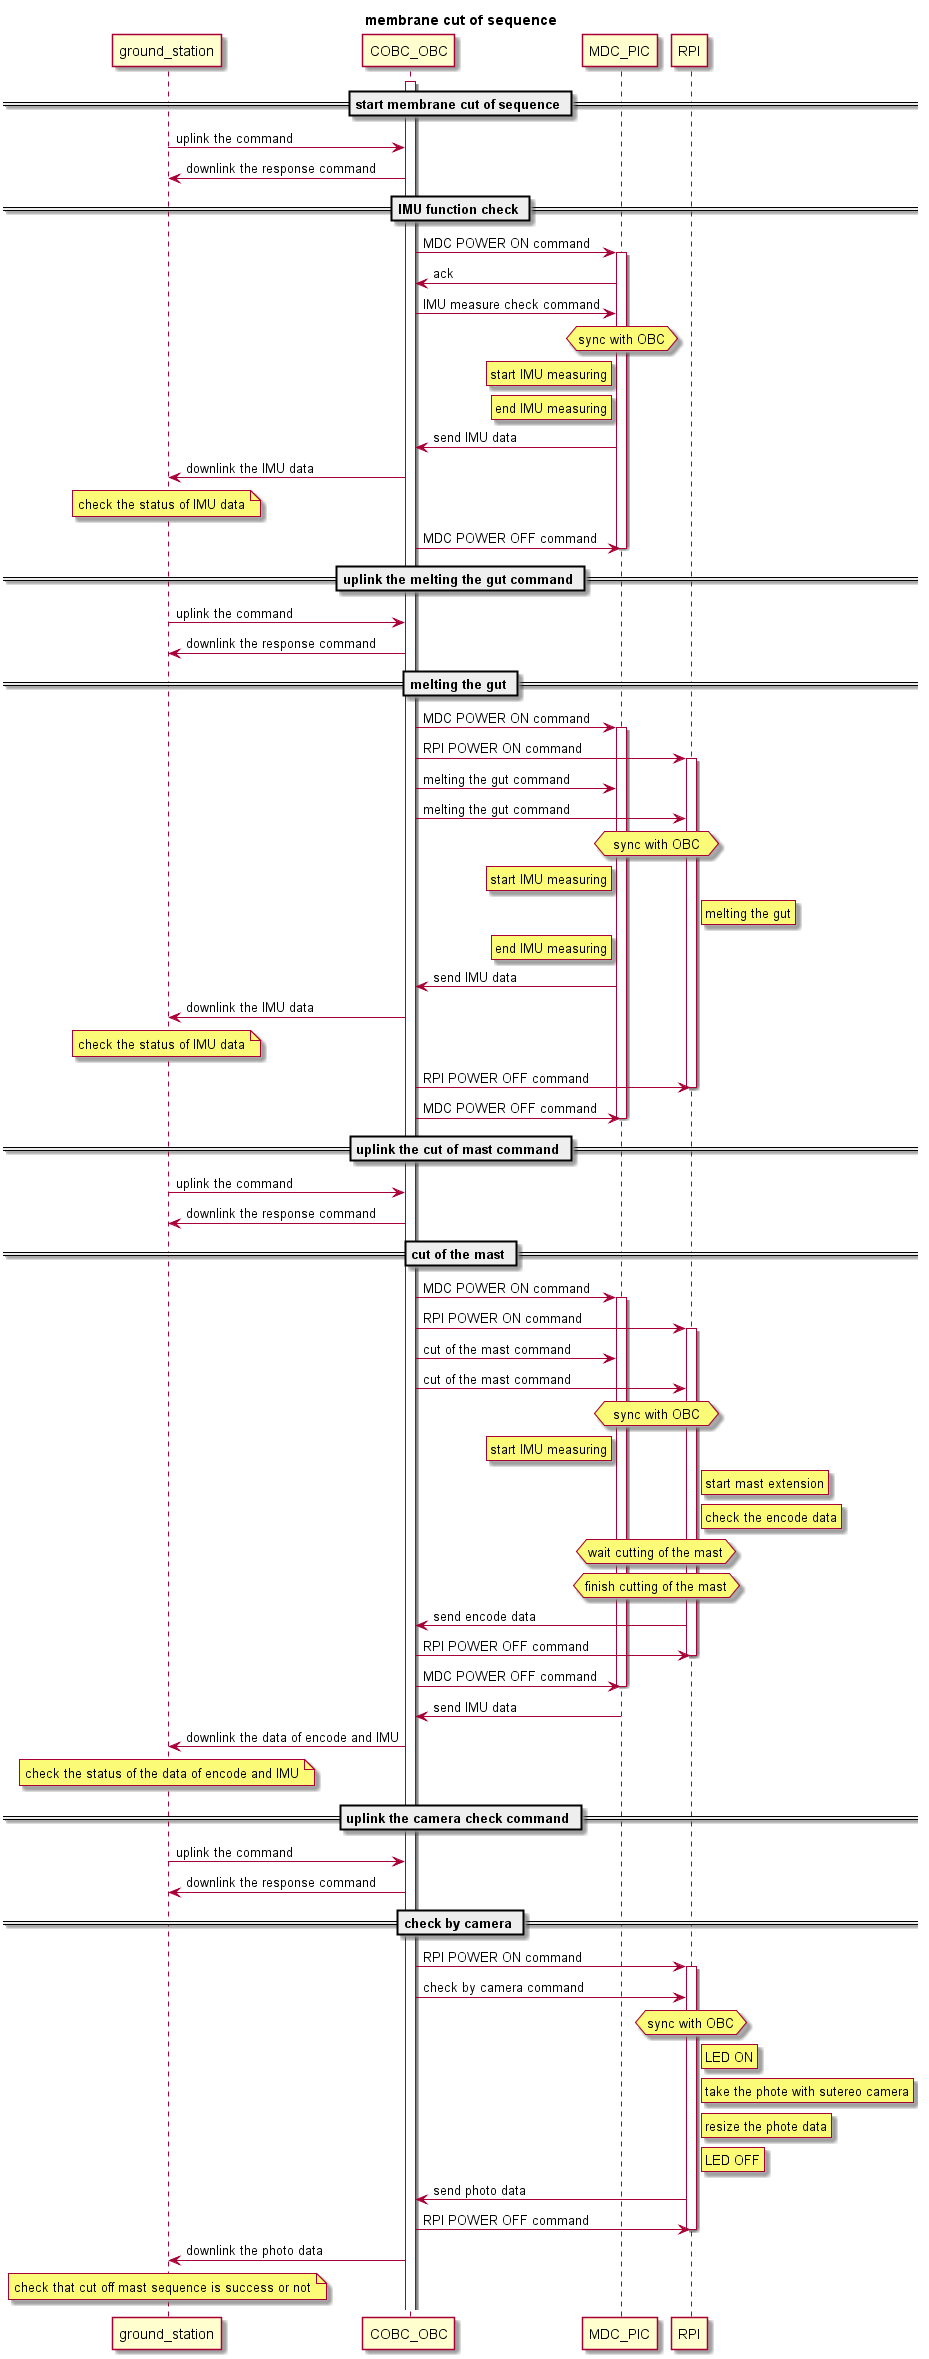 membrane cut of sequence
ground_station
COBC_OBC
MDC_PIC
RPI
start membrane cut of sequence
uplink the command
downlink the response command
IMU function check
MDC POWER ON command
ack
IMU measure check command
sync with OBC
start IMU measuring
end IMU measuring
send IMU data
downlink the IMU data
check the status of IMU data
MDC POWER OFF command
uplink the melting the gut command
uplink the command
downlink the response command
melting the gut
MDC POWER ON command
RPI POWER ON command
melting the gut command
melting the gut command
sync with OBC
start IMU measuring
melting the gut
end IMU measuring
send IMU data
downlink the IMU data
check the status of IMU data
RPI POWER OFF command
MDC POWER OFF command
uplink the cut of mast command
uplink the command
downlink the response command
cut of the mast
MDC POWER ON command
RPI POWER ON command
cut of the mast command
cut of the mast command
sync with OBC
start IMU measuring
start mast extension
check the encode data
wait cutting of the mast
finish cutting of the mast
send encode data
RPI POWER OFF command
MDC POWER OFF command
send IMU data
downlink the data of encode and IMU
check the status of the data of encode and IMU
uplink the camera check command
uplink the command
downlink the response command
check by camera
RPI POWER ON command
check by camera command
sync with OBC
LED ON
take the phote with sutereo camera
resize the phote data
LED OFF
send photo data
RPI POWER OFF command
downlink the photo data
check that cut off mast sequence is success or not
ground_station
COBC_OBC
MDC_PIC
RPI